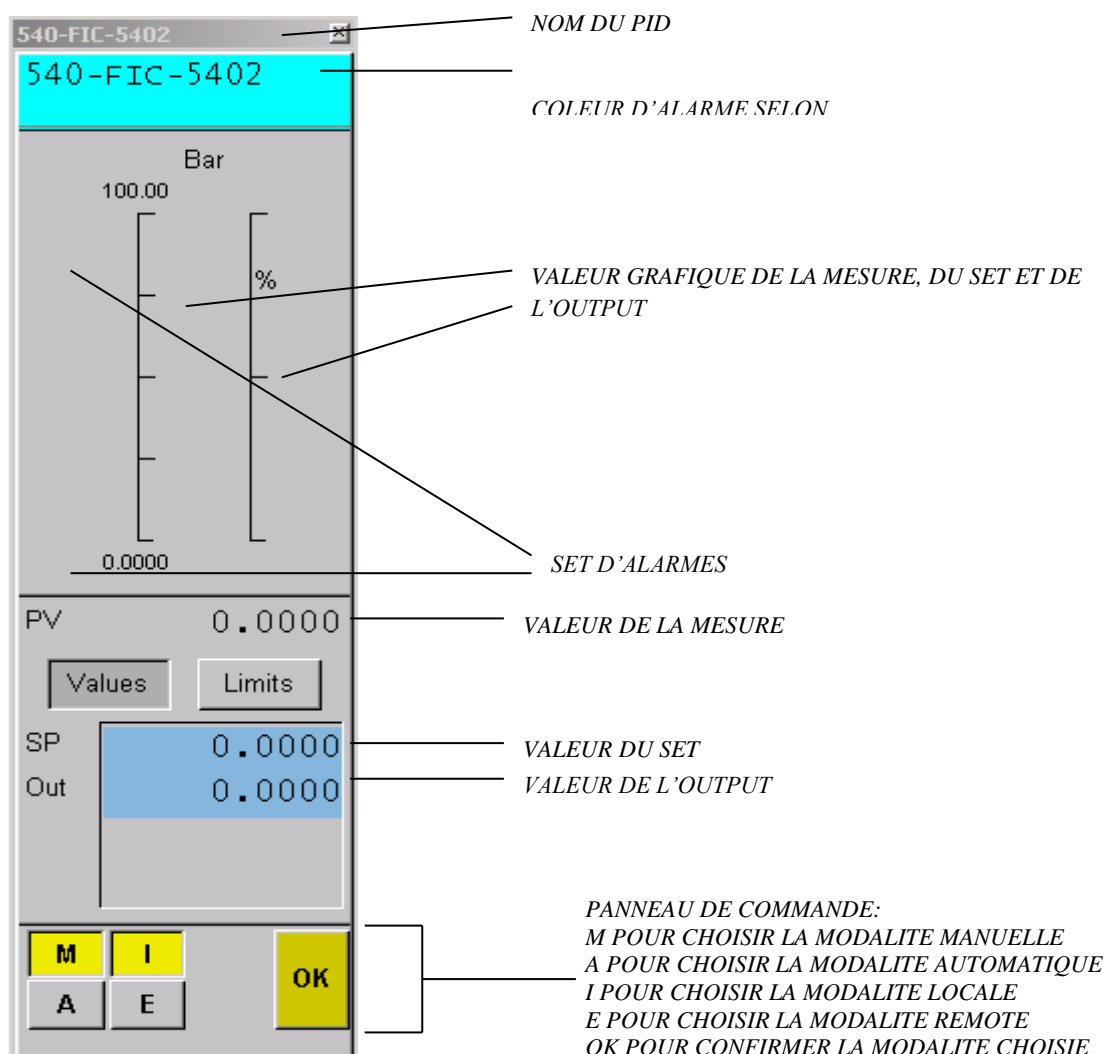 540-FIC-5402
NOM DU PID
540-FIC-5402
COLEUR D'ALARME SELON
Bar
100.00
%
VALEUR GRAFIQUE DE LA MESURE, DU SET ET DE
L'OUTPUT
0.0000
SET D'ALARMES
PV 0.0000
VALEUR DE LA MESURE
Values Limits
SP 0.0000
VALEUR DU SET
Out 0.0000
VALEUR DE L'OUTPUT
M I
A E
OK
PANNEAU DE COMMANDE:
M POUR CHOISIR LA MODALITE MANUELLE
A POUR CHOISIR LA MODALITE AUTOMATIQUE
I POUR CHOISIR LA MODALITE LOCALE
E POUR CHOISIR LA MODALITE REMOTE
OK POUR CONFIRMER LA MODALITE CHOISIE